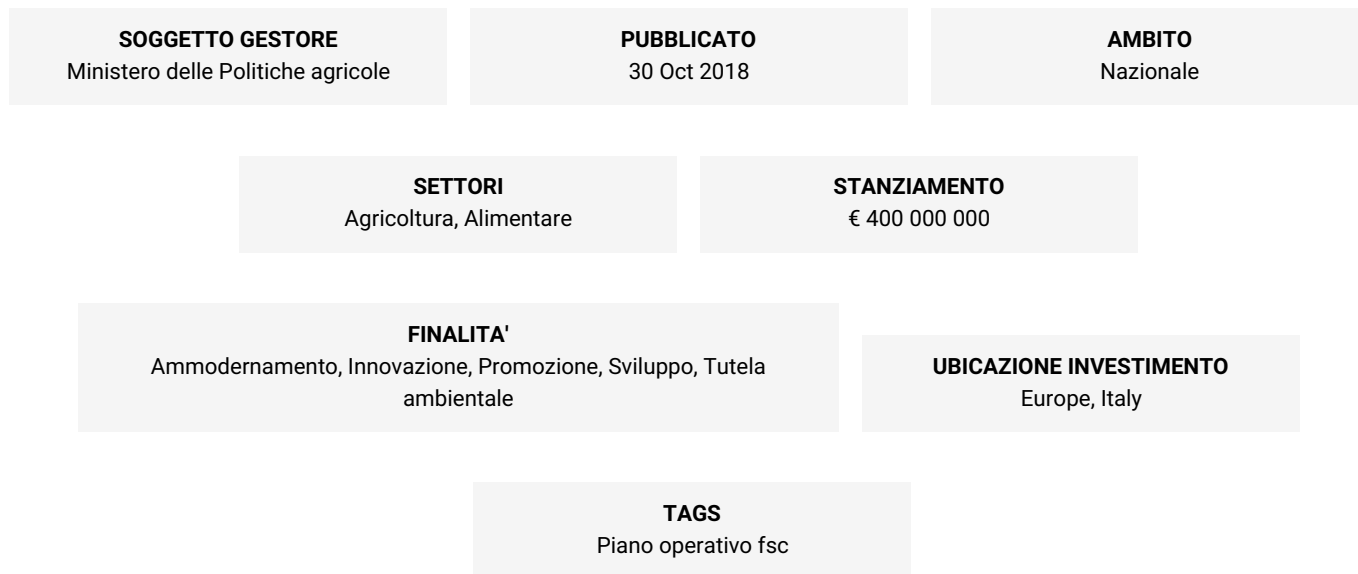 SOGGETTO GESTORE
Ministero delle Politiche agricole
PUBBLICATO
30 Oct 2018
AMBITO
Nazionale
SETTORI
Agricoltura, Alimentare
STANZIAMENTO
€ 400 000 000
FINALITA'
Ammodernamento, Innovazione, Promozione, Sviluppo, Tutela
ambientale
UBICAZIONE INVESTIMENTO
Europe, Italy
TAGS
Piano operativo fsc